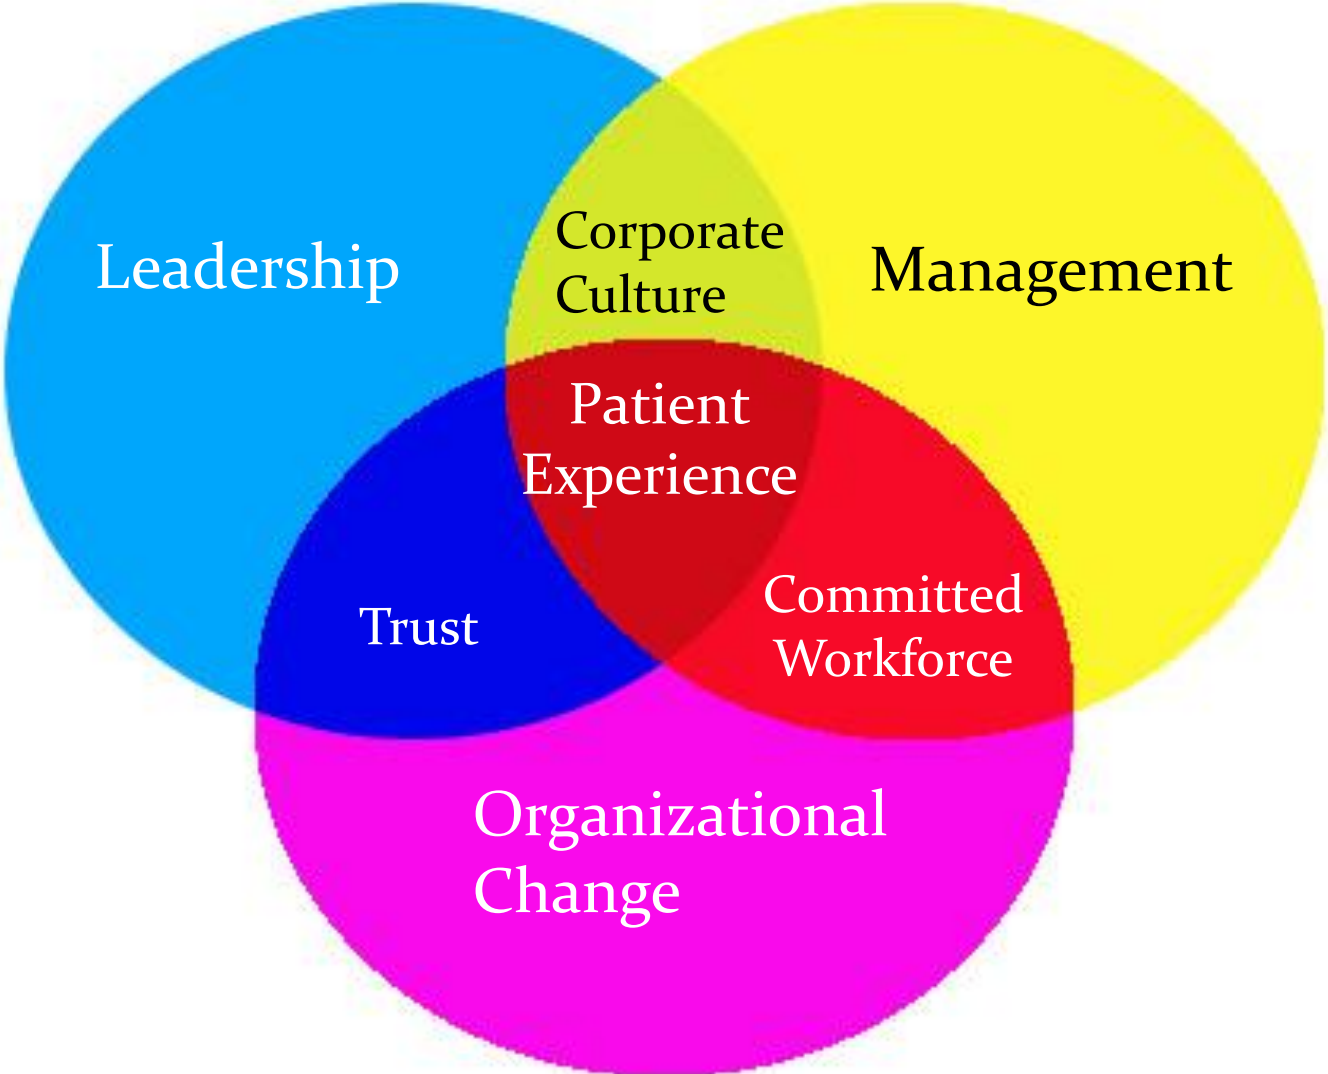 Leadership
Corporate
Culture
Management
Patient
Experience
Trust
Committed
Workforce
Organizational
Change